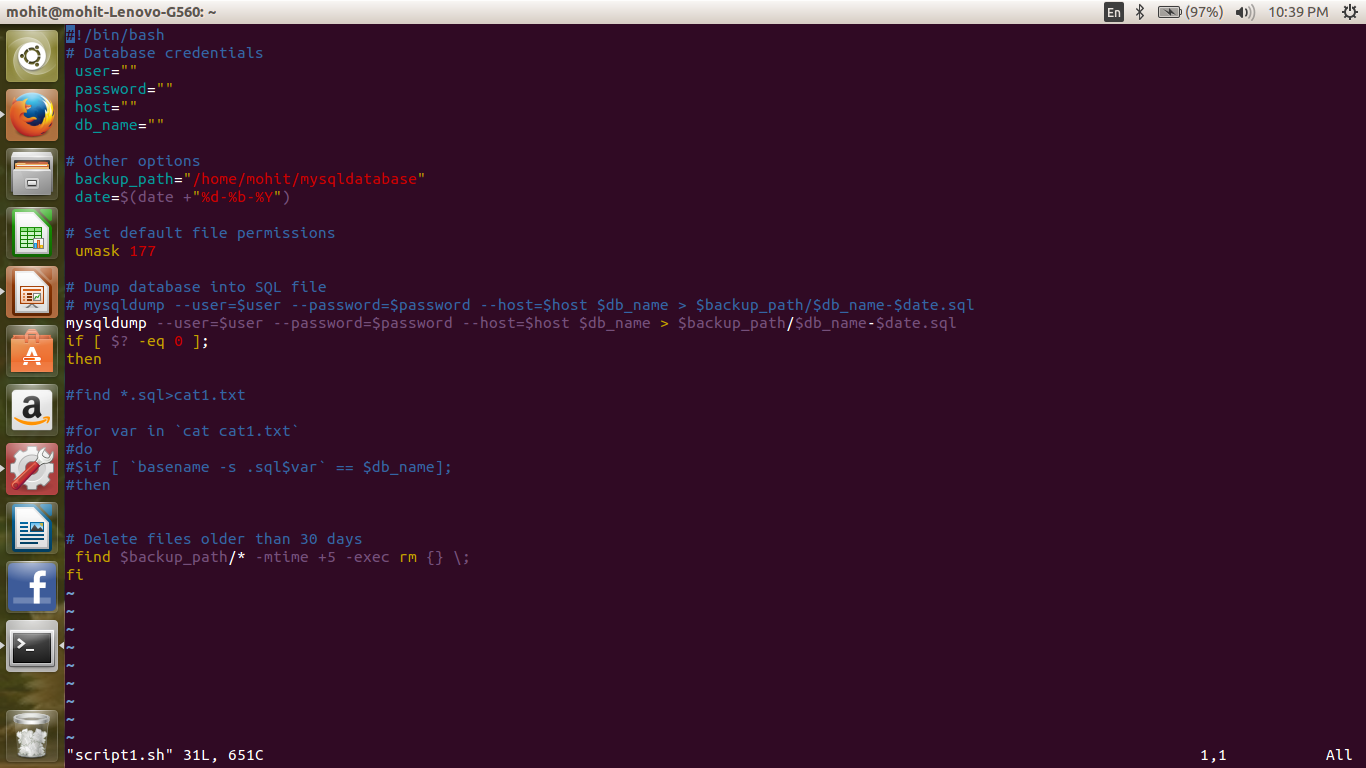 mohit@mohit-Lenovo-G560: ~
En (97%) 10:39 PM
#!/bin/bash
# Database credentials
 user=""
 password=""
 host=""
 db_name=""
# Other options
 backup_path="/home/mohit/mysqldatabase"
 date=$(date +"%d-%b-%Y")
# Set default file permissions
 umask 177
# Dump database into SQL file
# mysqldump --user=$user --password=$password --host=$host $db_name > $backup_path/$db_name-$date.sql
mysqldump --user=$user --password=$password --host=$host $db_name > $backup_path/$db_name-$date.sql
if [ $? -eq 0 ];
then
#find *.sql>cat1.txt
#for var in `cat cat1.txt`
#do
#$if [ `basename -s .sql$var` == $db_name];
#then
# Delete files older than 30 days
 find $backup_path/* -mtime +5 -exec rm {} \;
fi
~
~
~
~
~
~
~
~
~
"script1.sh" 31L, 651C 1,1 All